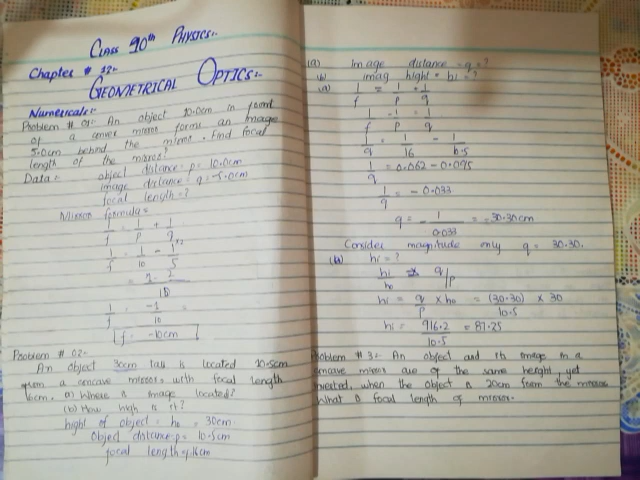 Class 10th Physics:-
Chapter # 12:-
Geometrical Optics:-
Numericals:-
Problem # 01:- An object 10.0cm in front
of a convex mirror forms an image
5.0cm behind the mirror. Find focal
length of the mirror?
Data:- object distance = p = 10.0cm
image distance = q = -5.0cm
focal length = ?
Mirror formula
1/f = 1/p + 1/q
1/f = 1/10 - 1/5
= 1 - 2 / 10
1/f = -1/10
f = -10cm
Problem # 02:-
An object 30cm tall is located 10.5cm
from a concave mirror with focal length
16cm. (a) Where is image located?
(b) How high is it?
hight of object = ho = 30cm
Object distance = p = 10.5cm
focal length = 16cm
(a) Image distance = q = ?
(b) imag hight = hi = ?
(a) 1/f = 1/p + 1/q
1/f - 1/p = 1/q
1/q = 1/16 - 1/10.5
1/q = 0.062 - 0.095
1/q = - 0.033
q = - 1/0.033 = -30.30cm
Consider magnitude only q = 30.30.
(b) hi = ?
hi/ho = q/p
hi = q/p x ho = (30.30)/10.5 x 30
hi = 916.2/10.5 = 87.25
Problem # 3:- An object and its image in a
concave mirror are of the same height, yet
inverted, when the object is 20cm form the mirror.
What is focal length of mirror.